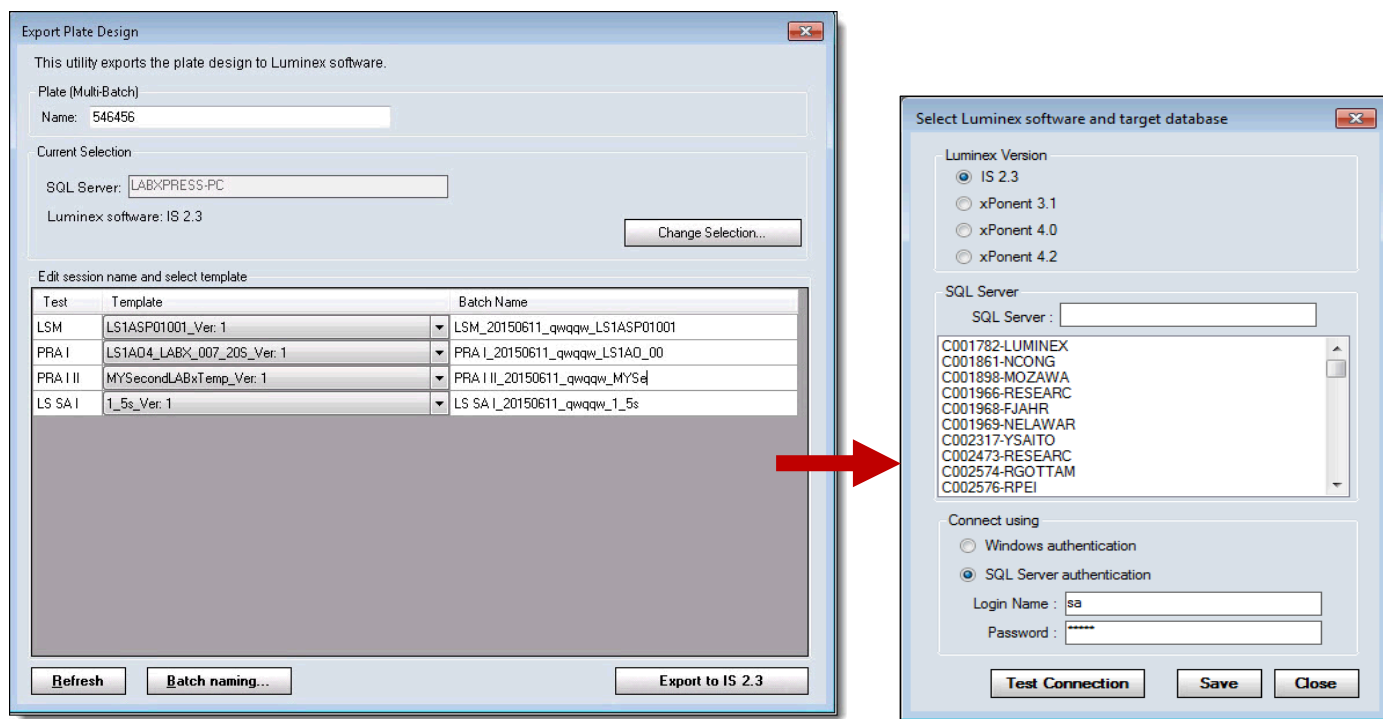 Export Plate Design
This utility exports the plate design to Luminex software.
Plate (Multi-Batch)
Name: 546456
Current Selection
SQL Server: LABXPRESS-PC
Luminex software: IS 2.3
Change Selection...
Edit session name and select template
Test Template Batch Name
LSM LS1ASP01001_Ver: 1 LSM_20150611_qwqqw_LS1ASP01001
PRA I LS1AO4_LABX_007_20S_Ver: 1 PRA I_20150611_qwqqw_LS1AO_00
PRA I II MYSecondLABxTemp_Ver: 1 PRA I II_20150611_qwqqw_MYSe
LS SA I 1_5s_Ver: 1 LS SA I_20150611_qwqqw_1_5s
Refresh Batch naming... Export to IS 2.3
Select Luminex software and target database
Luminex Version
IS 2.3
xPonent 3.1
xPonent 4.0
xPonent 4.2
SQL Server
SQL Server :
C001782-LUMINEX
C001861-NCONG
C001898-MOZAWA
C001966-RESEARC
C001968-FJAHR
C001969-NELAWAR
C002317-YSAITO
C002473-RESEARC
C002574-RGOTTAM
C002576-RPEI
Connect using
Windows authentication
SQL Server authentication
Login Name : sa
Password : *****
Test Connection Save Close